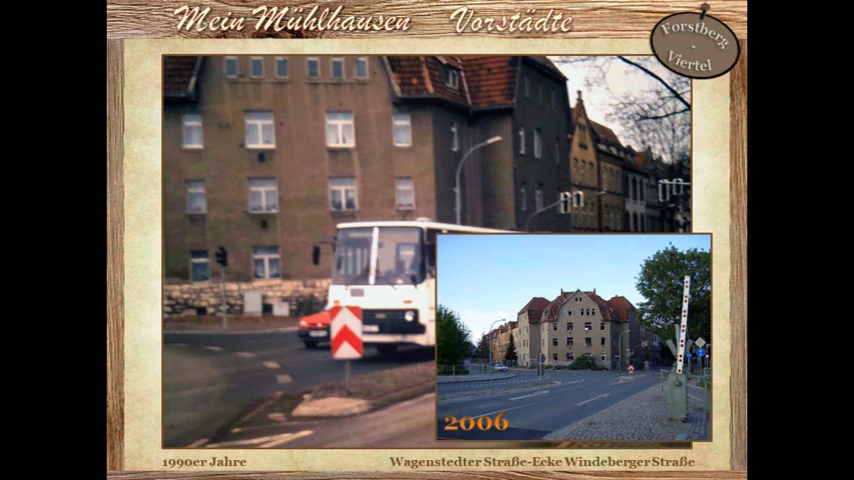 Mein Mühlhausen Vorstädte
Forstberg
-
Viertel
2006
1990er Jahre
Wagenstedter Straße-Ecke Windeberger Straße